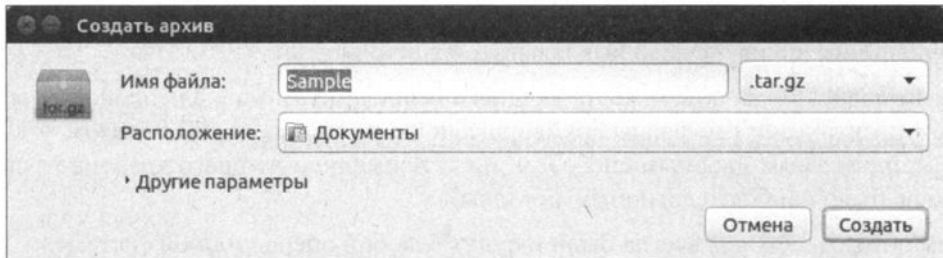 Создать архив
Имя файла: Sample .tar.gz
tar.gz
Расположение: Документы
Другие параметры
Отмена Создать